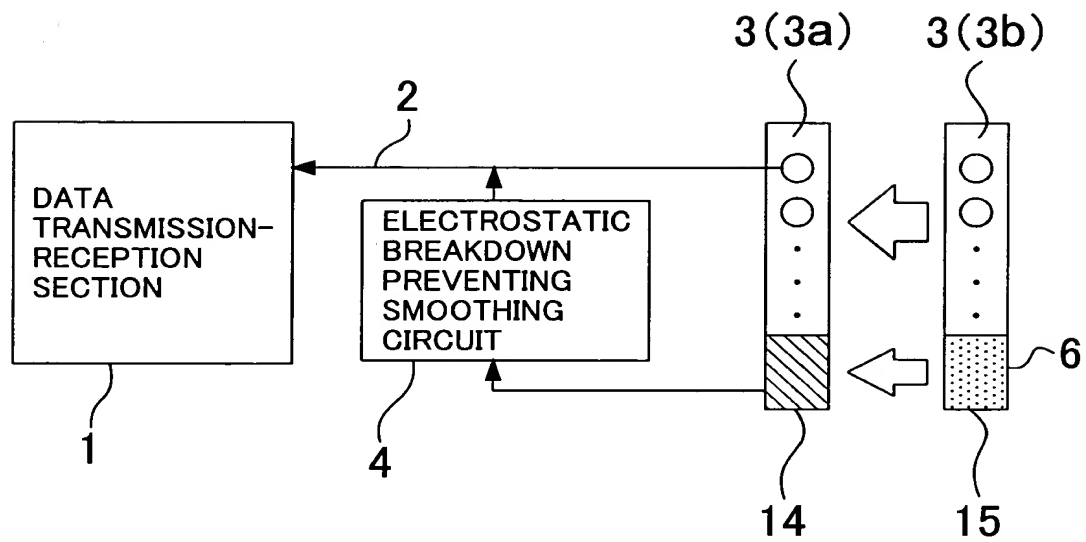 3(3a)
3(3b)
2
DATA
TRANSMISSION-
RECEPTION
SECTION
ELECTROSTATIC
BREAKDOWN
PREVENTING
SMOOTHING
CIRCUIT
6
1
4
14
15